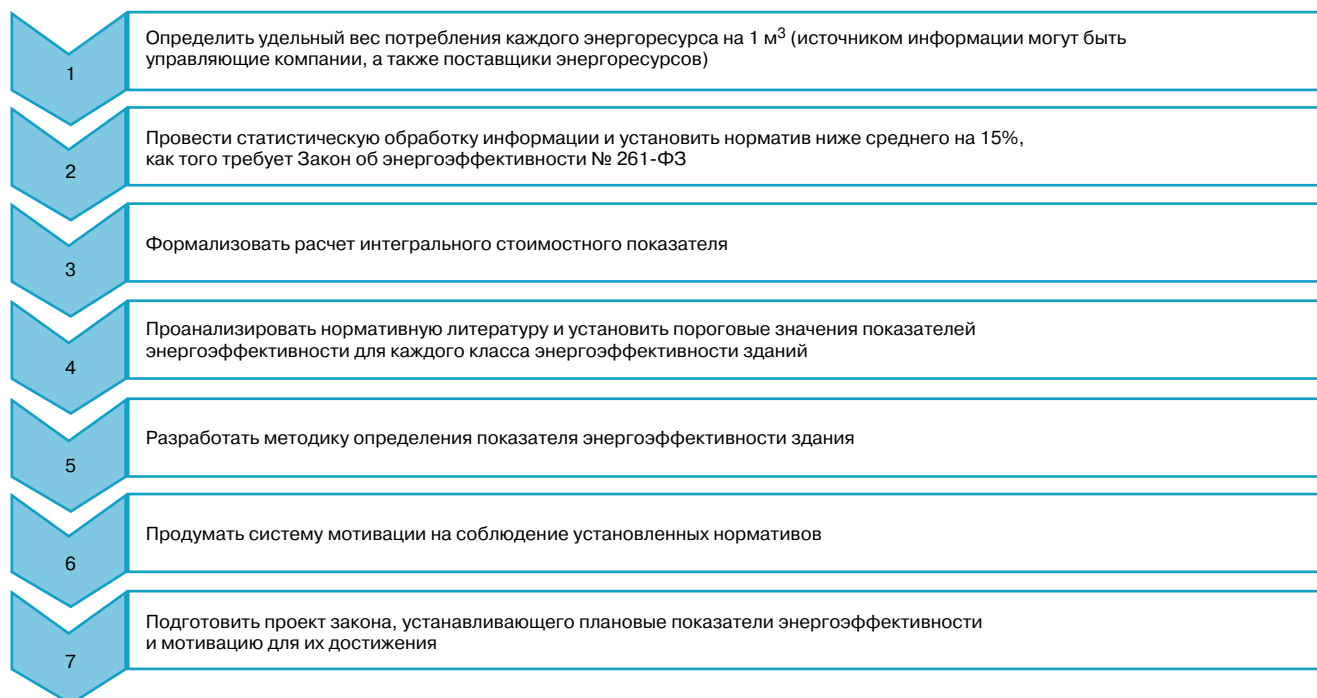 1
Определить удельный вес потребления каждого энергоресурса на 1 м³ (источником информации могут быть
управляющие компании, а также поставщики энергоресурсов)
2
Провести статистическую обработку информации и установить норматив ниже среднего на 15%,
как того требует Закон об энергоэффективности № 261-ФЗ
3
Формализовать расчет интегрального стоимостного показателя
4
Проанализировать нормативную литературу и установить пороговые значения показателей
энергоэффективности для каждого класса энергоэффективности зданий
5
Разработать методику определения показателя энергоэффективности здания
6
Продумать систему мотивации на соблюдение установленных нормативов
7
Подготовить проект закона, устанавливающего плановые показатели энергоэффективности
и мотивацию для их достижения